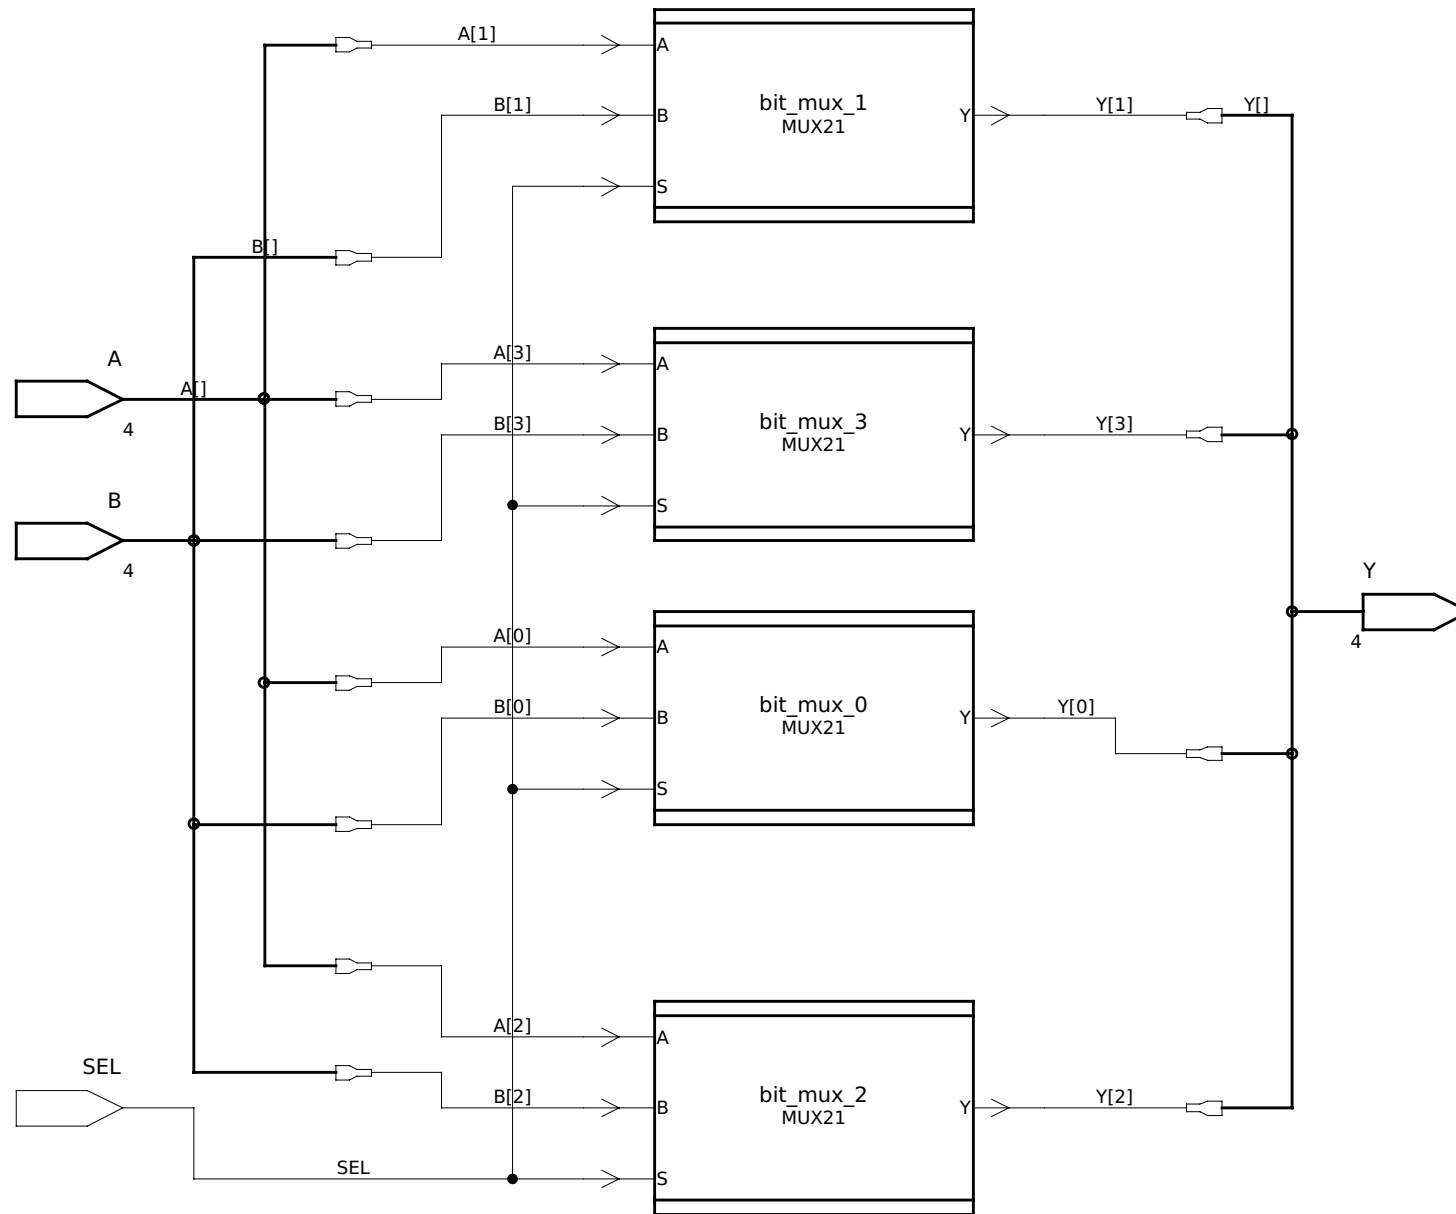 A[1]
A
bit_mux_1
MUX21
B[1]
B
Y
Y[1]
Y[]
S
B[]
A
A[]
4
A[3]
A
bit_mux_3
MUX21
B[3]
B
Y
Y[3]
S
B
4
Y
4
A[0]
A
bit_mux_0
MUX21
B[0]
B
Y
Y[0]
S
A[2]
A
SEL
bit_mux_2
MUX21
B[2]
B
Y
Y[2]
SEL
S